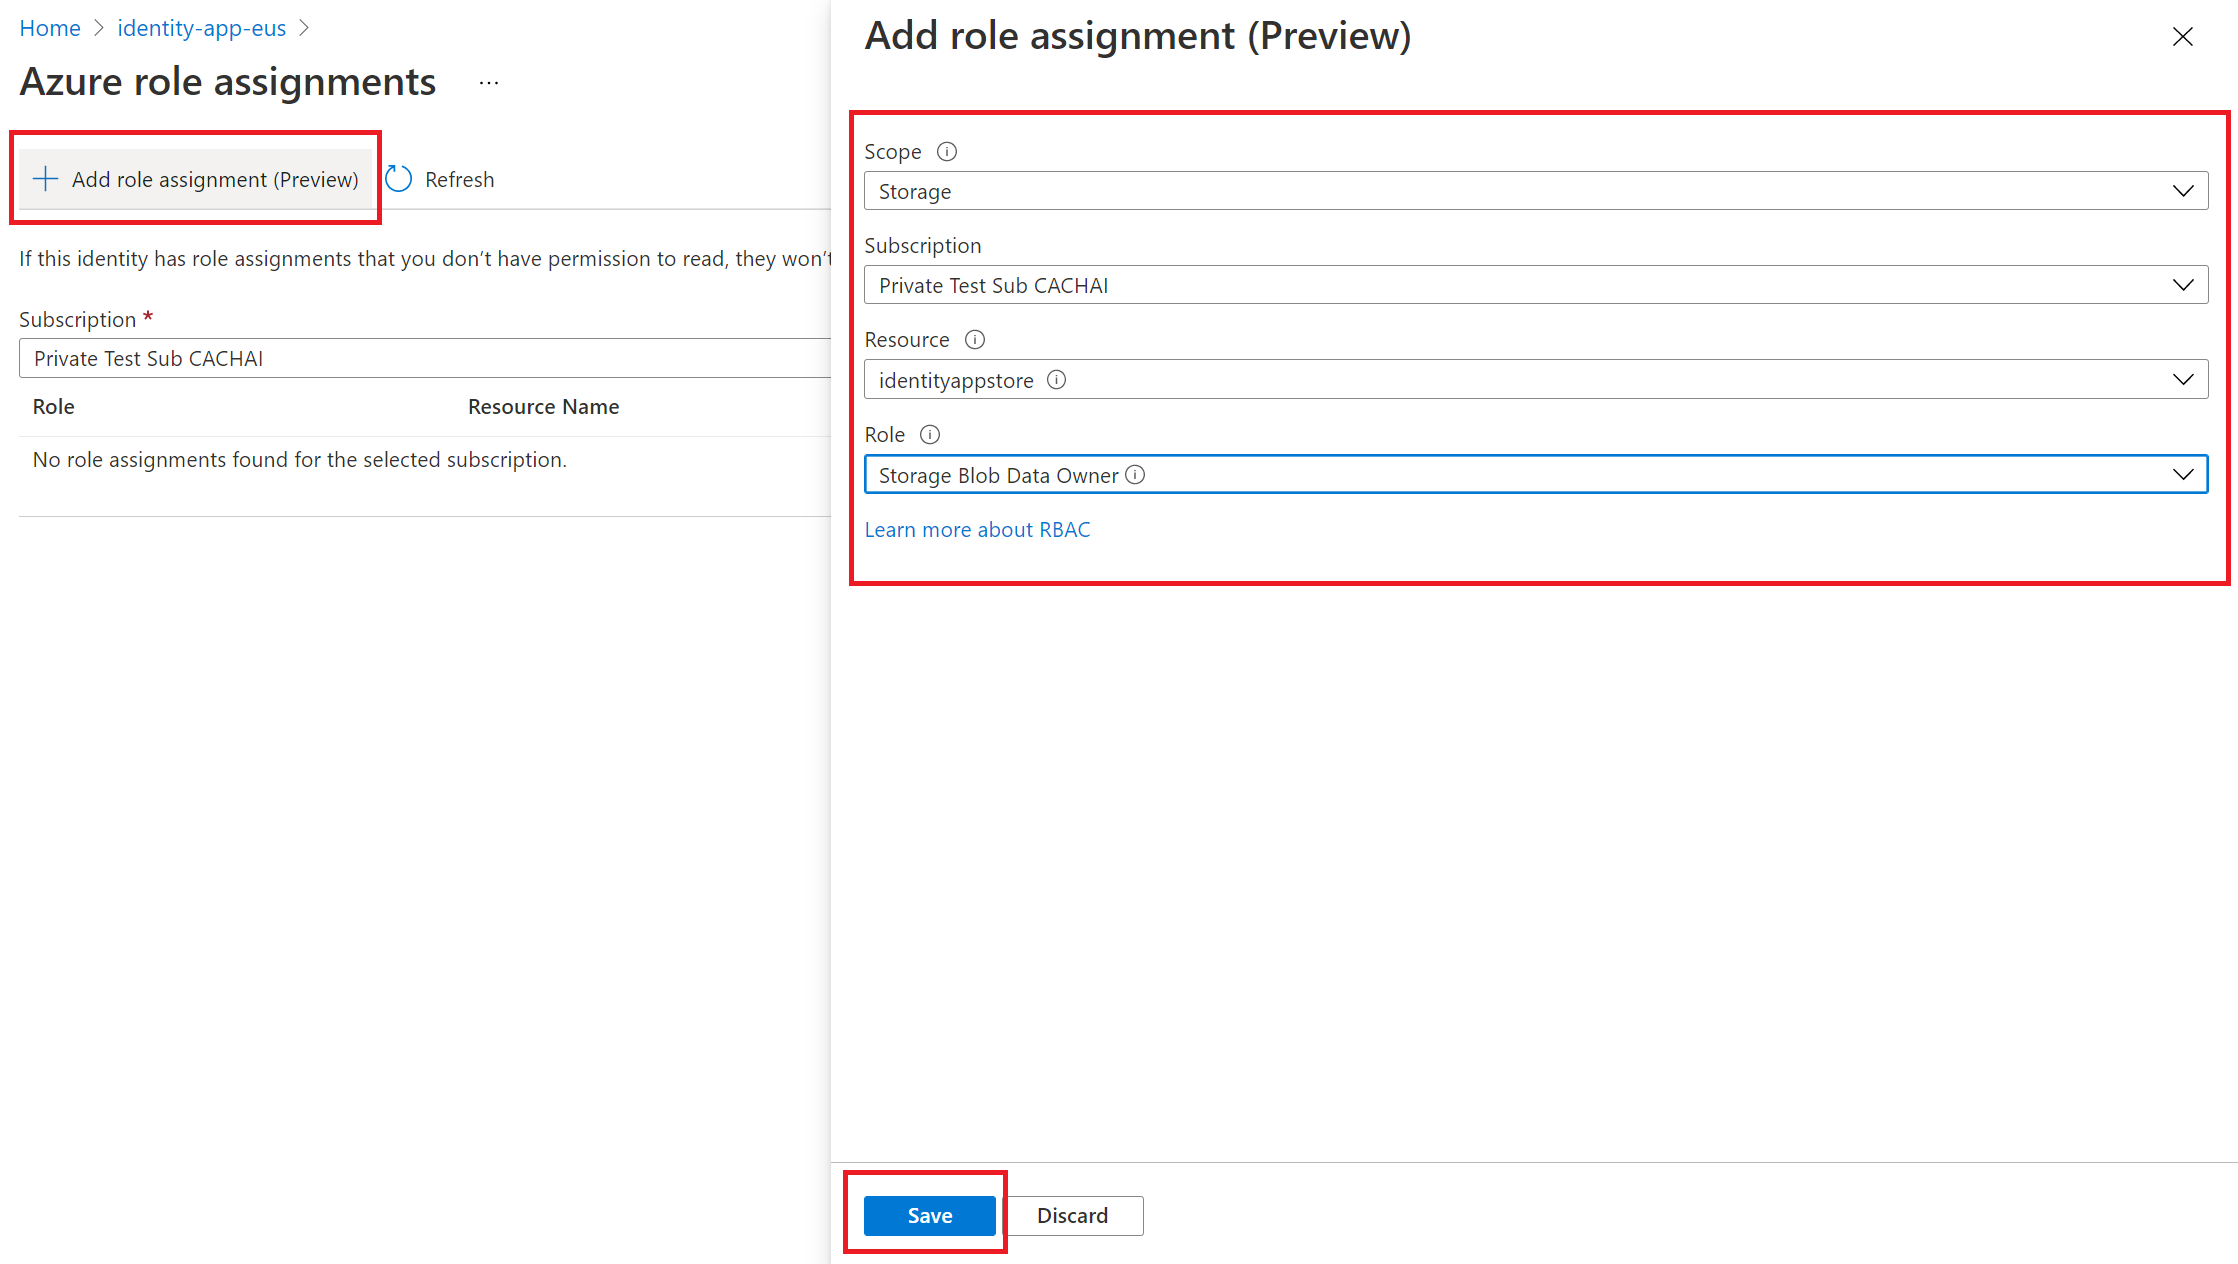 Home > identity-app-eus >
Azure role assignments ...
Add role assignment (Preview) Refresh
If this identity has role assignments that you don't have permission to read, they won't
Subscription *
Private Test Sub CACHAI
Role Resource Name
No role assignments found for the selected subscription.
Add role assignment (Preview)
Scope
Storage
Subscription
Private Test Sub CACHAI
Resource
identityappstore
Role
Storage Blob Data Owner
Learn more about RBAC
Save Discard